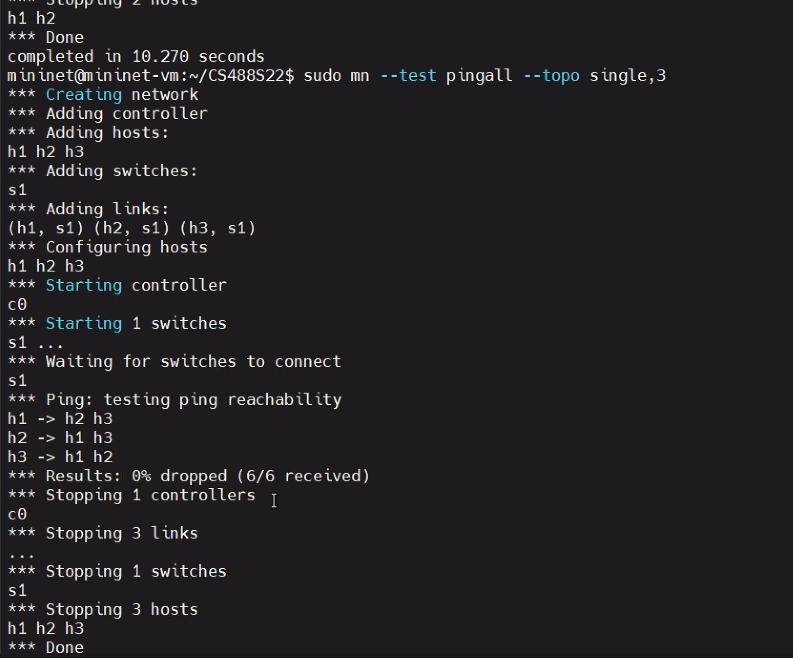 *** Stopping 2 hosts
h1 h2
*** Done
completed in 10.270 seconds
mininet@mininet-vm:~/CS488S22$ sudo mn --test pingall --topo single,3
*** Creating network
*** Adding controller
*** Adding hosts:
h1 h2 h3
*** Adding switches:
s1
*** Adding links:
(h1, s1) (h2, s1) (h3, s1)
*** Configuring hosts
h1 h2 h3
*** Starting controller
c0
*** Starting 1 switches
s1 ...
*** Waiting for switches to connect
s1
*** Ping: testing ping reachability
h1 -> h2 h3
h2 -> h1 h3
h3 -> h1 h2
*** Results: 0% dropped (6/6 received)
*** Stopping 1 controllers
c0
*** Stopping 3 links
...
*** Stopping 1 switches
s1
*** Stopping 3 hosts
h1 h2 h3
*** Done